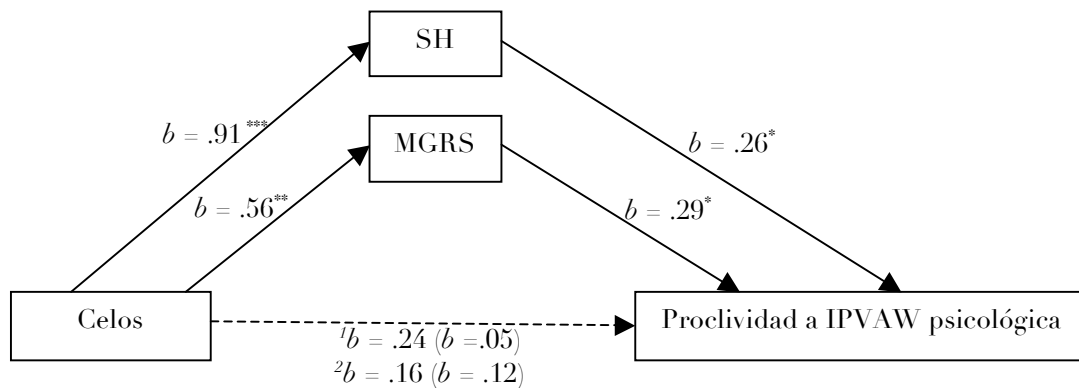 SH
b = .91***
MGRS
b = .26*
b = .56**
b = .29*
Celos
Proclividad a IPVAW psicológica
¹b = .24 (b =.05)
²b = .16 (b = .12)